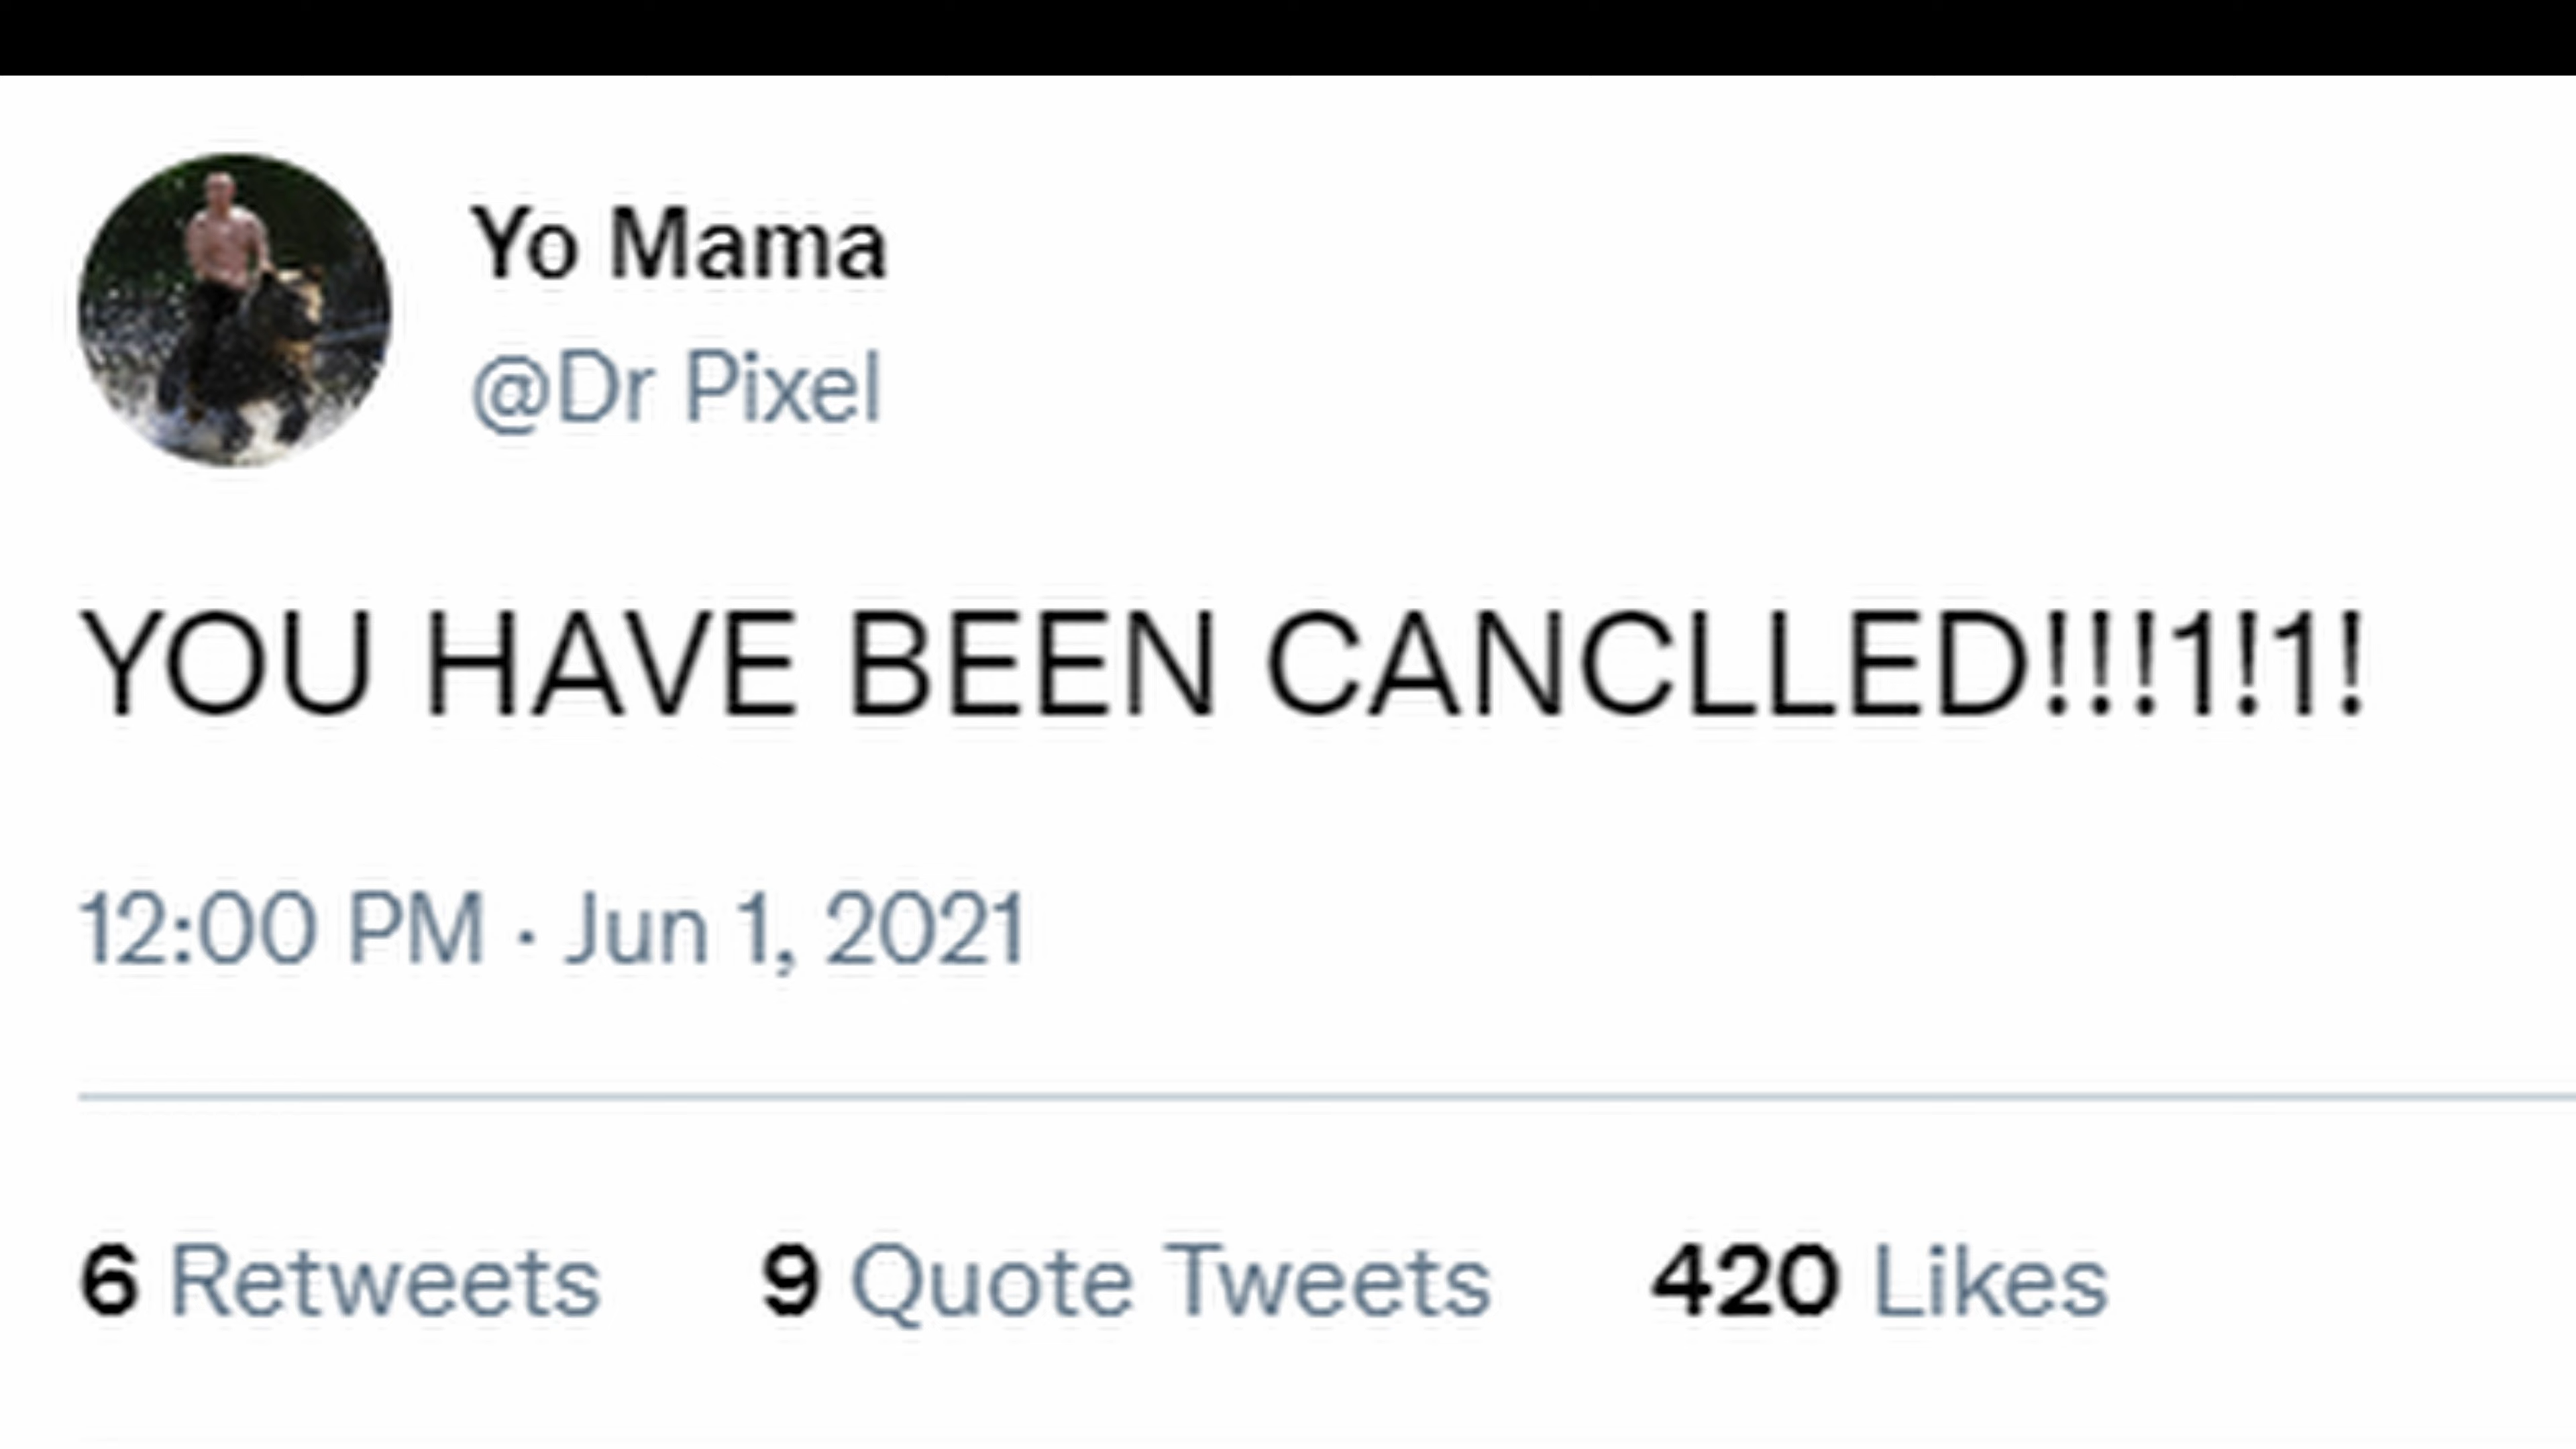 Yo Mama
@Dr Pixel
YOU HAVE BEEN CANCLLED!!!1!1!
12:00 PM · Jun 1, 2021
6 Retweets 9 Quote Tweets 420 Likes